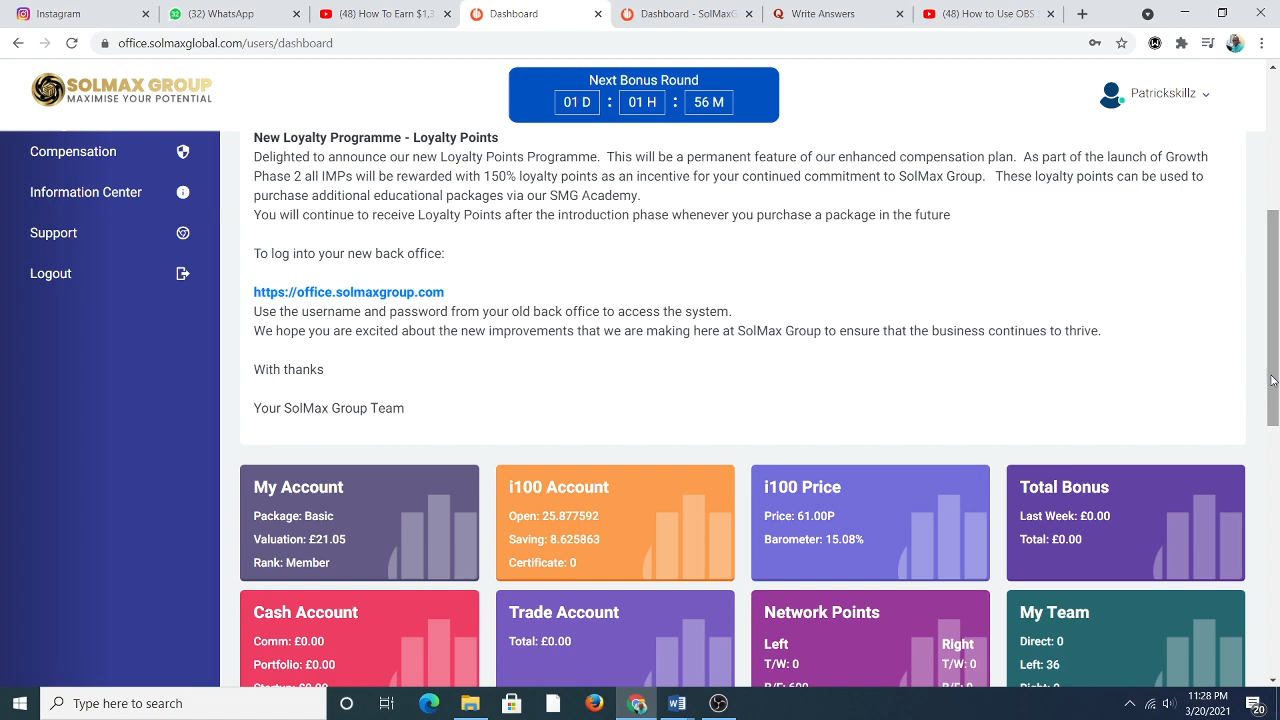 Instagram
32
WhatsApp
(48) How To Earn $1,3
Dashboard
Dashboard - SolMaxG
Write answers
(48) How to Use OBS
office.solmaxglobal.com/users/dashboard
SOLMAX GROUP
MAXIMISE YOUR POTENTIAL
Next Bonus Round
01 D : 01 H : 56 M
Patrickskillz
Compensation
Information Center
Support
Logout
New Loyalty Programme - Loyalty Points
Delighted to announce our new Loyalty Points Programme. This will be a permanent feature of our enhanced compensation plan. As part of the launch of Growth
Phase 2 all IMPs will be rewarded with 150% loyalty points as an incentive for your continued commitment to SolMax Group. These loyalty points can be used to
purchase additional educational packages via our SMG Academy.
You will continue to receive Loyalty Points after the introduction phase whenever you purchase a package in the future
To log into your new back office:
https://office.solmaxgroup.com
Use the username and password from your old back office to access the system.
We hope you are excited about the new improvements that we are making here at SolMax Group to ensure that the business continues to thrive.
With thanks
Your SolMax Group Team
My Account
Package: Basic
Valuation: £21.05
Rank: Member
i100 Account
Open: 25.877592
Saving: 8.625863
Certificate: 0
i100 Price
Price: 61.00P
Barometer: 15.08%
Total Bonus
Last Week: £0.00
Total: £0.00
Cash Account
Comm: £0.00
Portfolio: £0.00
Startup: £0.00
Trade Account
Total: £0.00
Network Points
Left Right
T/W: 0 T/W: 0
B/F: 600
My Team
Direct: 0
Left: 36
Right: 0
Type here to search
11:28 PM
3/20/2021
20